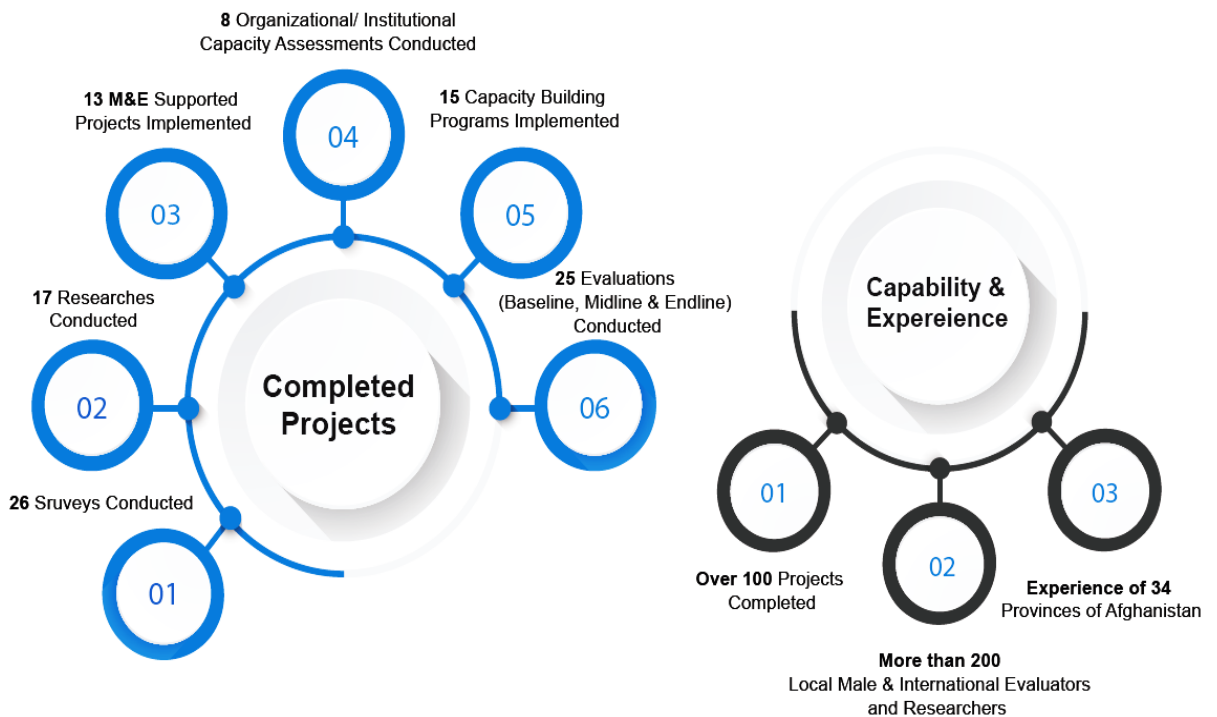 8 Organizational/ Institutional
Capacity Assessments Conducted
13 M&E Supported
Projects Implemented
15 Capacity Building
Programs Implemented
04
03
05
17 Researches
Conducted
25 Evaluations
(Baseline, Midline & Endline)
Conducted
02
Completed
Projects
06
26 Sruveys Conducted
01
Capability &
Expereience
01
02
03
Over 100 Projects
Completed
Experience of 34
Provinces of Afghanistan
More than 200
Local Male & International Evaluators
and Researchers